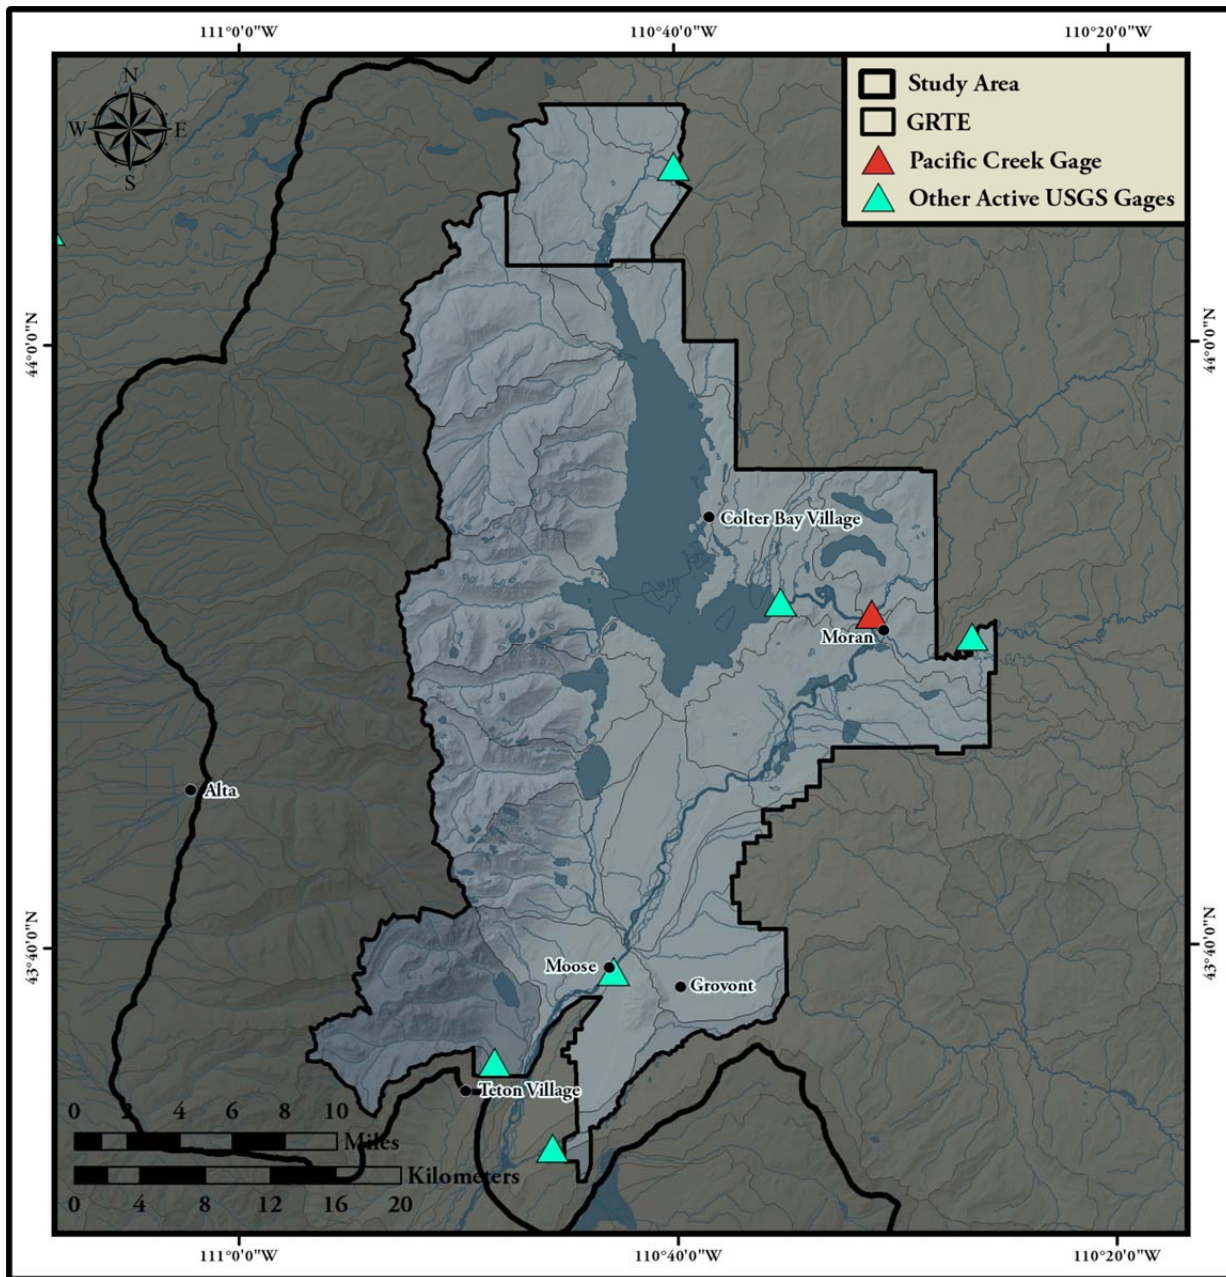 111°0'0"W
110°40'0"W
110°20'0"W
N
W
E
S
Study Area
GRTE
Pacific Creek Gage
Other Active USGS Gages
44°0'0"N
44°0'0"N
Colter Bay Village
Moran
Alta
43°40'0"N
43°40'0"N
Moose
Grovont
Teton Village
0 2 4 6 8 10
Miles
Kilometers
0 4 8 12 16 20
111°0'0"W
110°40'0"W
110°20'0"W